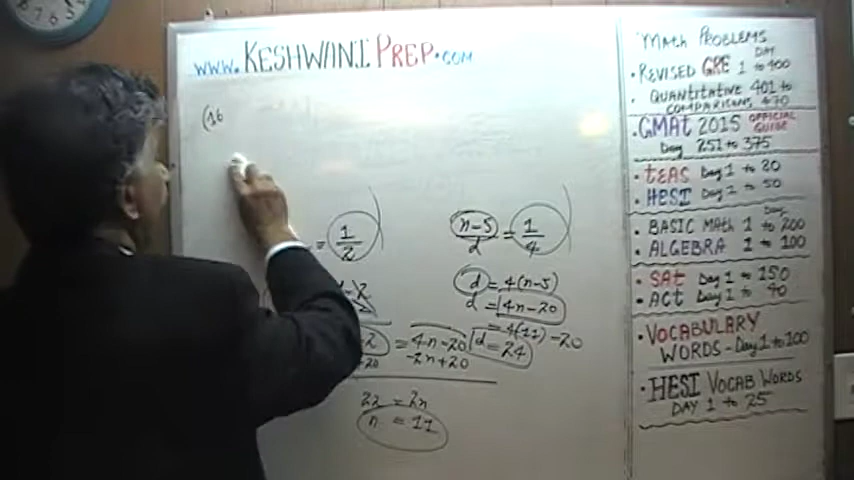 www.KESHWANIPREP.com
(16
= 1/2
n-5/d = 1/4
d = 4(n-5)
d = 4n-20
= 4(11)-20
d = 24
= 4n-20
-2n+20
22 = 2n
n = 11
MATH PROBLEMS
DAY
• REVISED GRE 1 to 400
• QUANTITATIVE 401 to
COMPARISONS 470
• GMAT 2015 OFFICIAL GUIDE
Day 251 to 375
• TEAS Day 1 to 20
• HESI Day 1 to 50
Day
• BASIC MATH 1 to 200
• ALGEBRA 1 to 100
• SAT Day 1 to 150
• ACT Day 1 to 40
• VOCABULARY
WORDS - Day 1 to 100
• HESI VOCAB WORDS
DAY 1 to 25